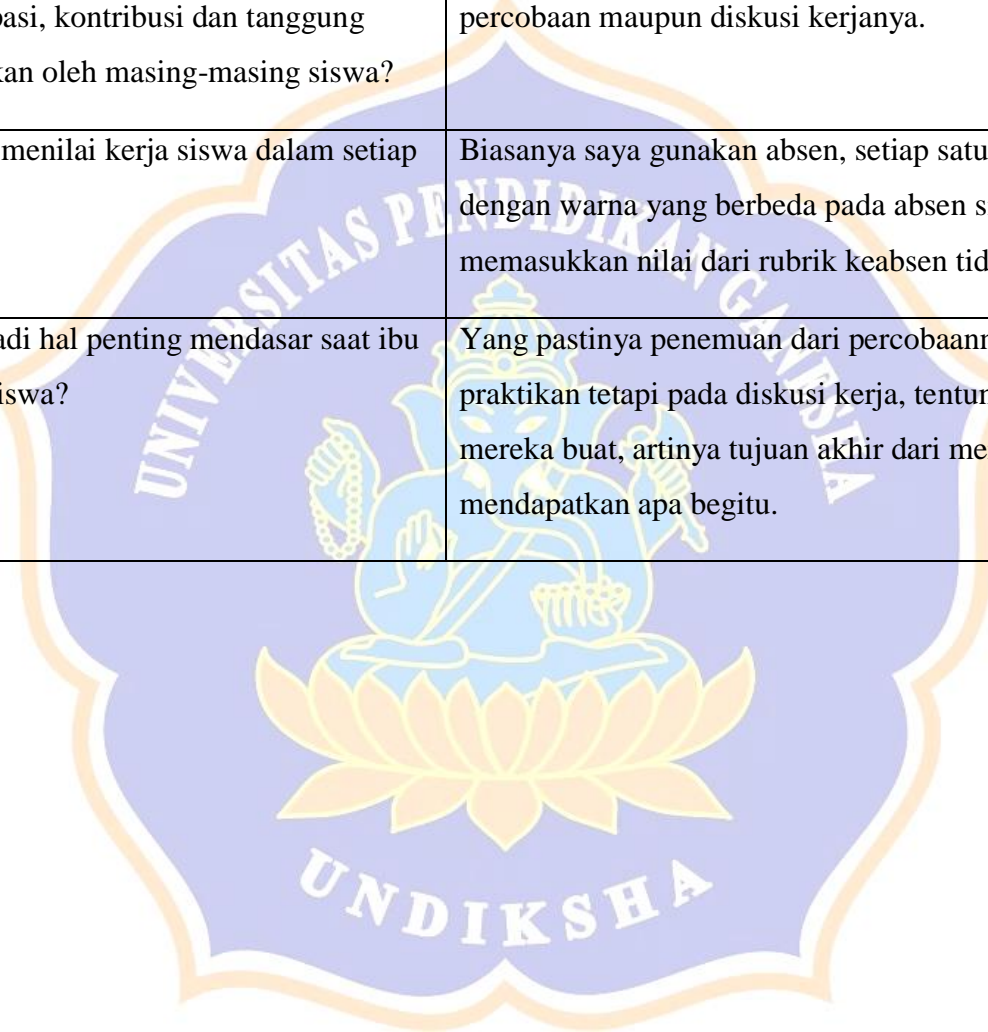 pasi, kontribusi dan tanggung
kan oleh masing-masing siswa?
percobaan maupun diskusi kerjanya.
menilai kerja siswa dalam setiap
Biasanya saya gunakan absen, setiap satu
dengan warna yang berbeda pada absen s
memasukkan nilai dari rubrik keabsen tid
adi hal penting mendasar saat ibu
iswa?
Yang pastinya penemuan dari percobaann
praktikan tetapi pada diskusi kerja, tentun
mereka buat, artinya tujuan akhir dari me
mendapatkan apa begitu.
UNIVERSITAS PENDIDIKAN GANESHA
UNDIKSHA